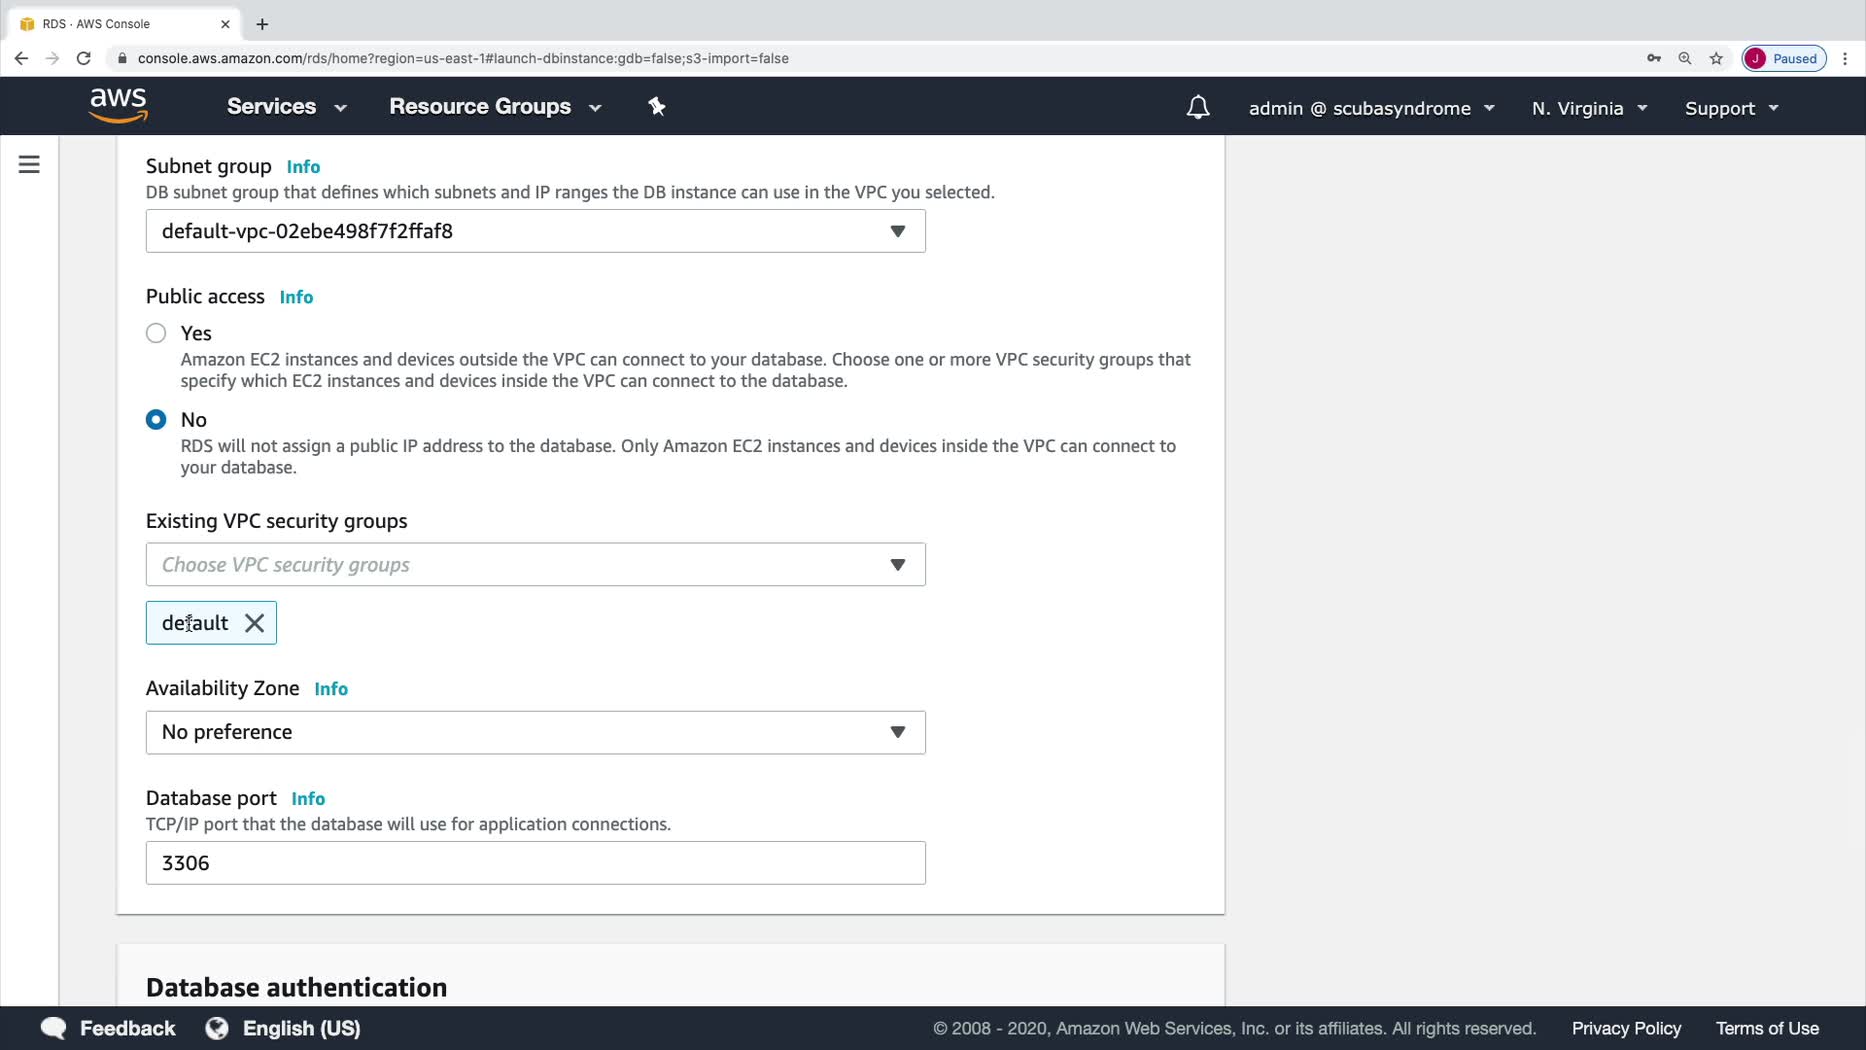 RDS · AWS Console
console.aws.amazon.com/rds/home?region=us-east-1#launch-dbinstance:gdb=false;s3-import=false
J Paused
aws Services Resource Groups admin @ scubasyndrome N. Virginia Support
Subnet group Info
DB subnet group that defines which subnets and IP ranges the DB instance can use in the VPC you selected.
default-vpc-02ebe498f7f2ffaf8
Public access Info
Yes
Amazon EC2 instances and devices outside the VPC can connect to your database. Choose one or more VPC security groups that
specify which EC2 instances and devices inside the VPC can connect to the database.
No
RDS will not assign a public IP address to the database. Only Amazon EC2 instances and devices inside the VPC can connect to
your database.
Existing VPC security groups
Choose VPC security groups
default
Availability Zone Info
No preference
Database port Info
TCP/IP port that the database will use for application connections.
3306
Database authentication
Feedback English (US) © 2008 - 2020, Amazon Web Services, Inc. or its affiliates. All rights reserved. Privacy Policy Terms of Use